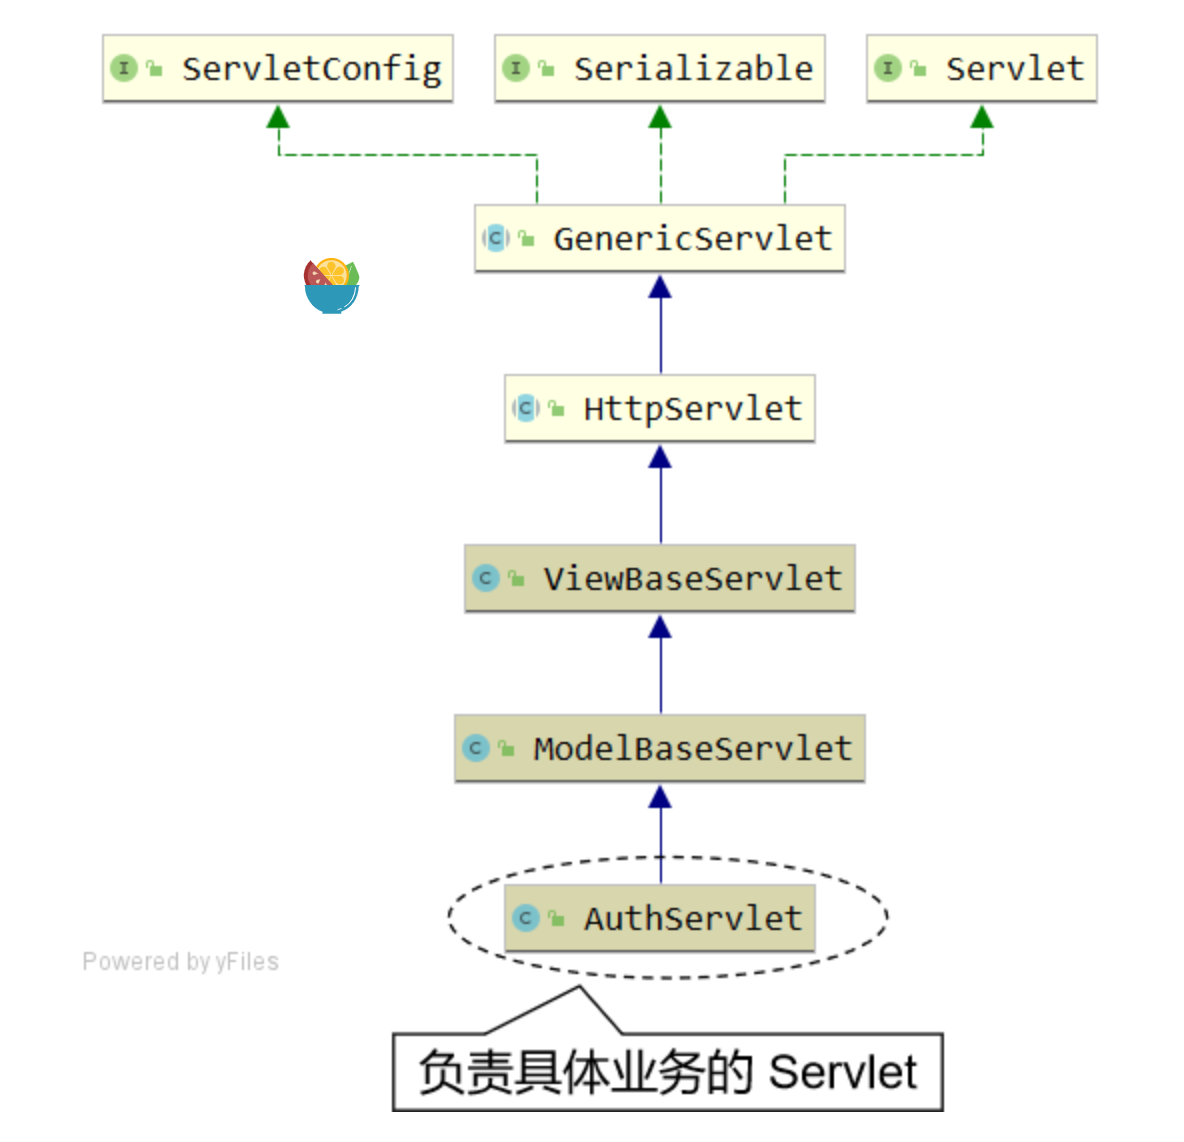 ServletConfig
Serializable
Servlet
GenericServlet
HttpServlet
ViewBaseServlet
ModelBaseServlet
AuthServlet
Powered by yFiles
负责具体业务的 Servlet